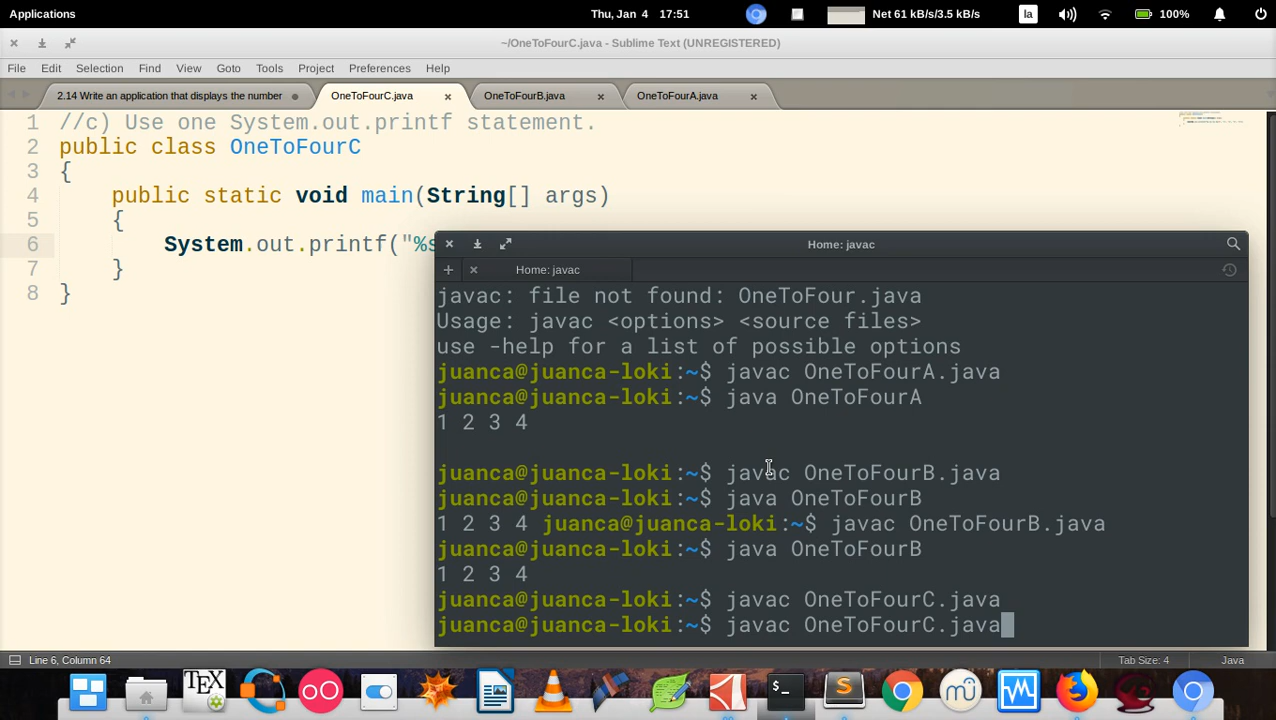 Applications
Thu, Jan 4 17:51
Net 61 kB/3.5 kB/s
la
100%
~/OneToFourC.java - Sublime Text (UNREGISTERED)
File Edit Selection Find View Goto Tools Project Preferences Help
2.14 Write an application that displays the number
OneToFourC.java
OneToFourB.java
OneToFourA.java
1 //c) Use one System.out.printf statement.
2 public class OneToFourC
3 {
4 public static void main(String[] args)
5 {
6 System.out.printf("%s
7 }
8 }
Home: javac
Home: javac
javac: file not found: OneToFour.java
Usage: javac <options> <source files>
use -help for a list of possible options
juanca@juanca-loki:~$ javac OneToFourA.java
juanca@juanca-loki:~$ java OneToFourA
1 2 3 4
juanca@juanca-loki:~$ javac OneToFourB.java
juanca@juanca-loki:~$ java OneToFourB
1 2 3 4 juanca@juanca-loki:~$ javac OneToFourB.java
juanca@juanca-loki:~$ java OneToFourB
1 2 3 4
juanca@juanca-loki:~$ javac OneToFourC.java
juanca@juanca-loki:~$ javac OneToFourC.java
Line 6, Column 64
Tab Size: 4
Java
TEX
>_
S
mu